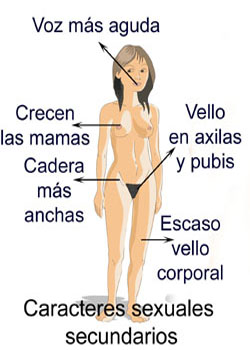 Voz más aguda
Crecen
las mamas
Vello
en axilas
y pubis
Cadera
más
anchas
Escaso
vello
corporal
Caracteres sexuales
secundarios